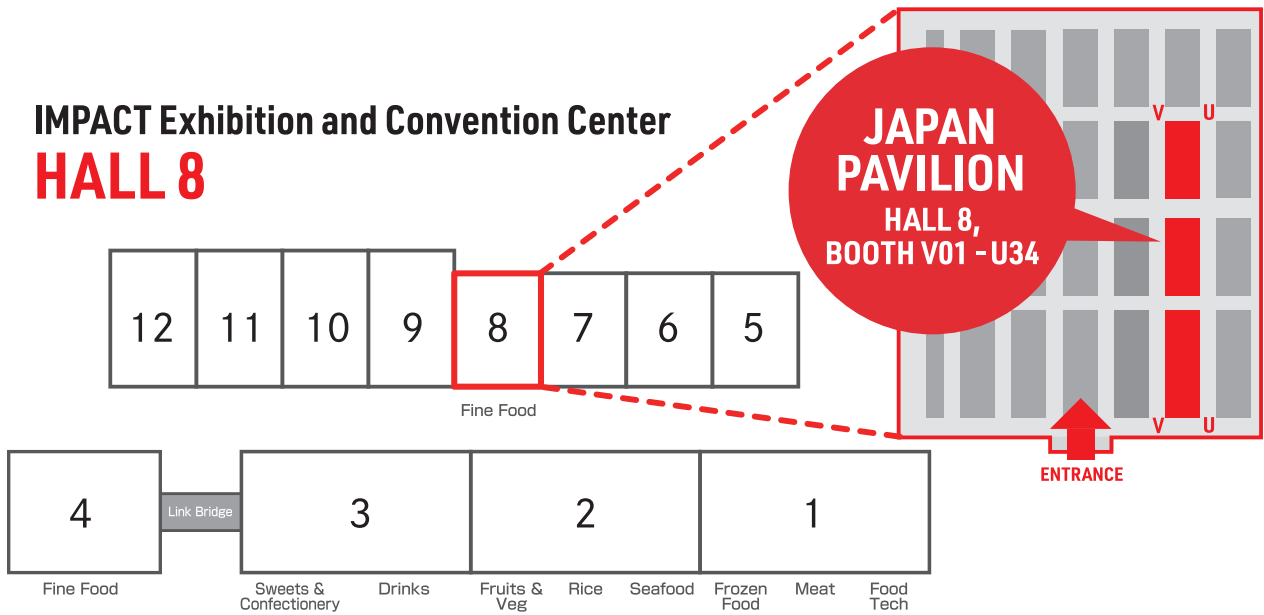 IMPACT Exhibition and Convention Center
HALL 8
JAPAN
PAVILION
HALL 8,
BOOTH V01 - U34
V U
V U
ENTRANCE
12 11 10 9 8 7 6 5
Fine Food
4 Link Bridge 3 2 1
Fine Food
Sweets &
Confectionery
Drinks
Fruits &
Veg
Rice
Seafood
Frozen
Food
Meat
Food
Tech